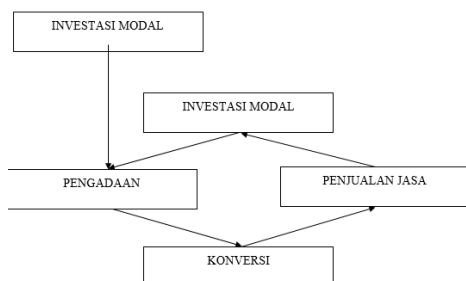 INVESTASI MODAL
INVESTASI MODAL
PENGADAAN
PENJUALAN JASA
KONVERSI